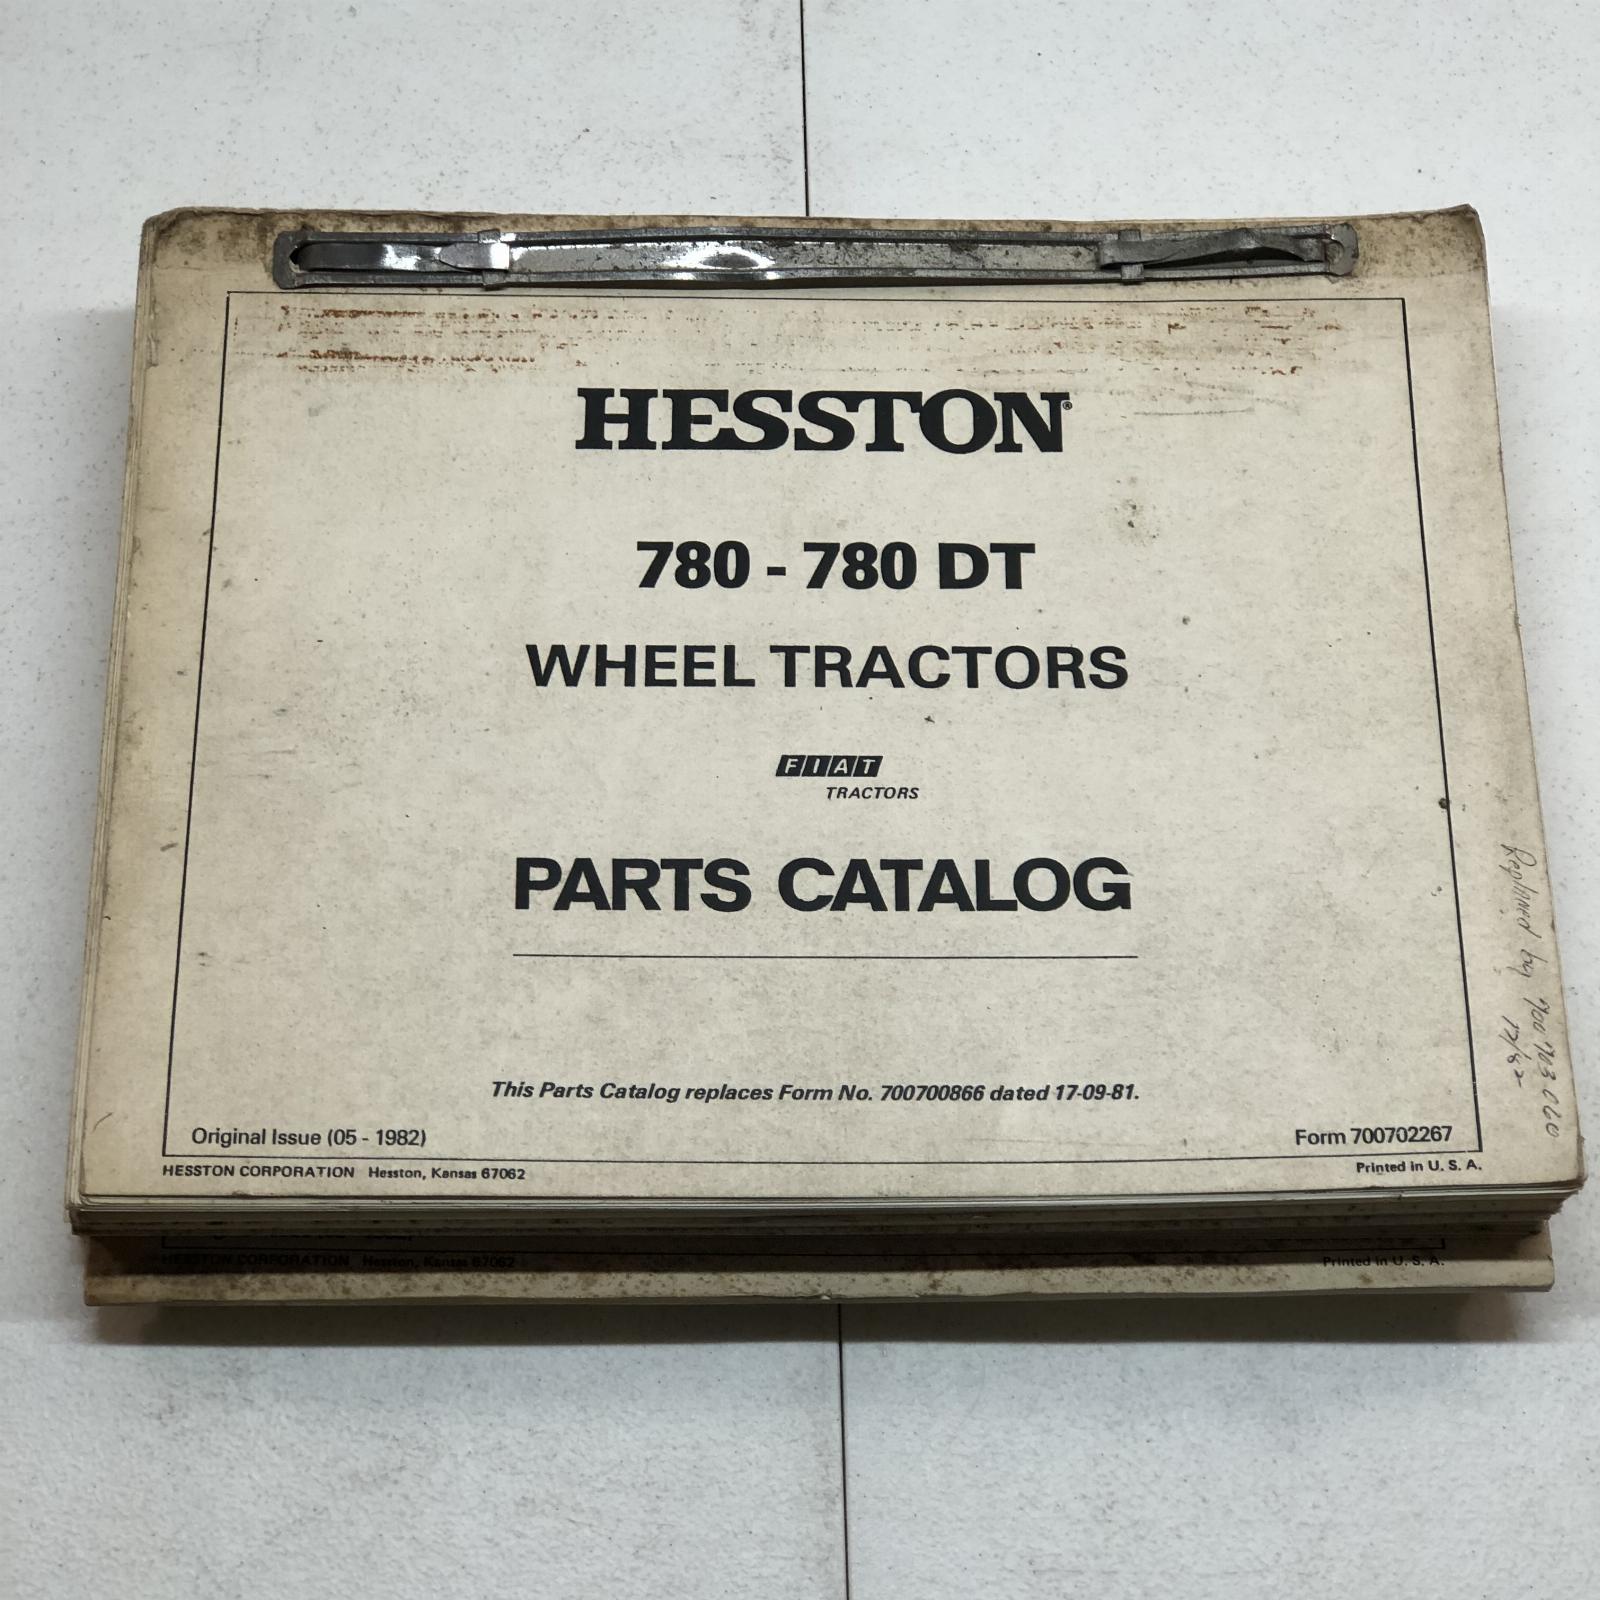 HESSTON®
780 - 780 DT
WHEEL TRACTORS
FIAT
TRACTORS
PARTS CATALOG
This Parts Catalog replaces Form No. 700700866 dated 17-09-81.
Original Issue (05 - 1982)
Form 700702267
HESSTON CORPORATION Hesston, Kansas 67062
Printed in U. S. A.
Replaced by
HESSTON CORPORATION Hesston, Kansas 67062
Printed in U. S. A.